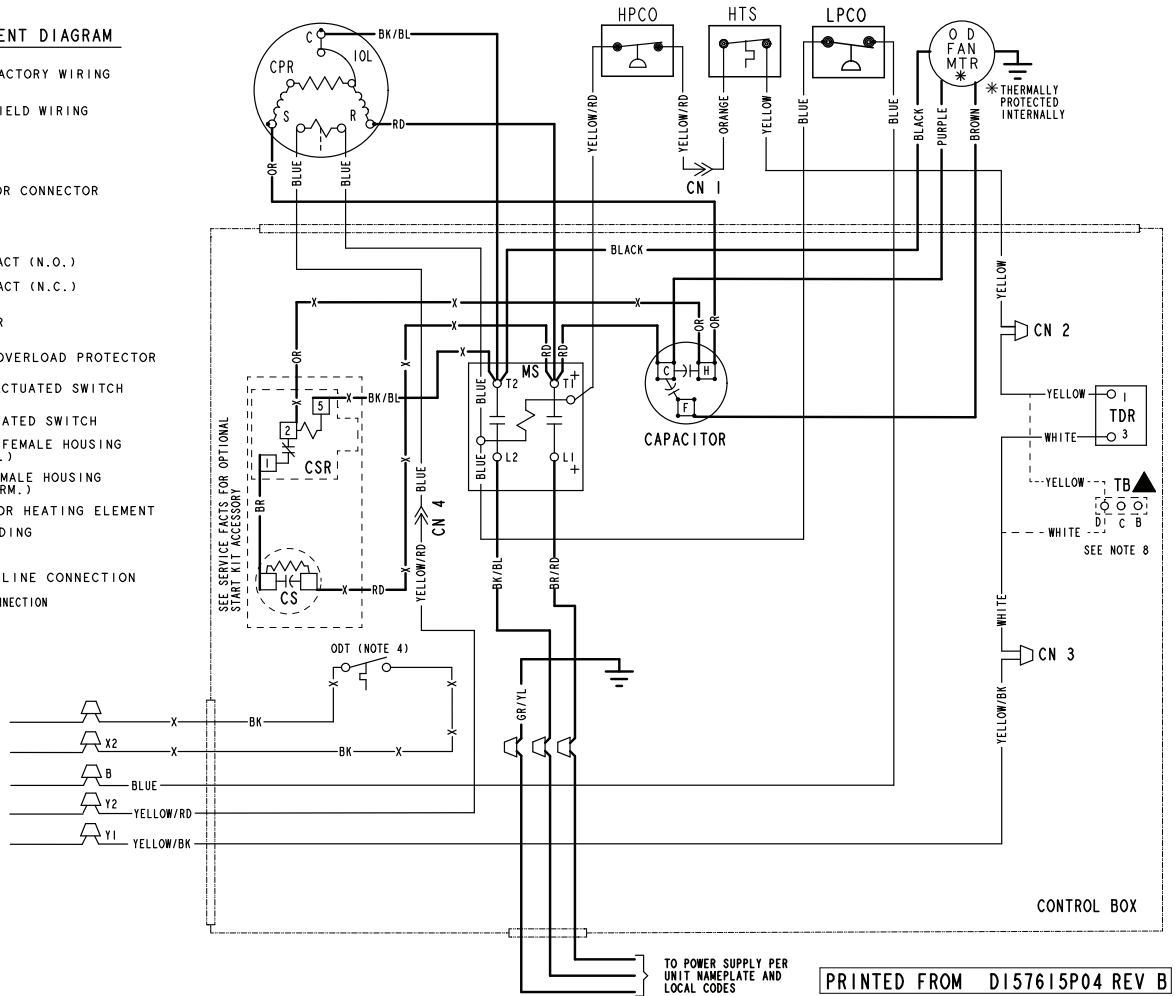 ENT DIAGRAM
ACTORY WIRING
IELD WIRING
OR CONNECTOR
ACT (N.O.)
ACT (N.C.)
R
OVERLOAD PROTECTOR
ACTUATED SWITCH
ATED SWITCH
FEMALE HOUSING
.)
MALE HOUSING
RM.)
OR HEATING ELEMENT
DING
LINE CONNECTION
NNECTION
C
IOL
CPR
S
R
BK/BL
RD
OR
BLUE
BLUE
HPCO
HTS
LPCO
YELLOW/RD
YELLOW/RD
ORANGE
YELLOW
BLUE
BLUE
CN 1
O D
FAN
MTR
*
* THERMALLY
PROTECTED
INTERNALLY
BLACK
PURPLE
BROWN
BLACK
YELLOW
CN 2
X
X
X
X
X
OR
X
X
X
X
RD
RD
OR
OR
MS
T2
T1
+
BLUE
BLUE
L2
L1
+
C
H
F
CAPACITOR
SEE SERVICE FACTS FOR OPTIONAL
START KIT ACCESSORY
BK/BL
X
5
2
1
CSR
BR
CS
X
RD
X
BLUE
CN 4
YELLOW/RD
BK/BL
BR/RD
YELLOW
1
TDR
3
WHITE
YELLOW
TB
D C B
WHITE
SEE NOTE 8
WHITE
CN 3
YELLOW/BK
ODT (NOTE 4)
X
X
X
GR/YL
X
BK
X2
X
BK
X
B
BLUE
Y2
YELLOW/RD
Y1
YELLOW/BK
CONTROL BOX
TO POWER SUPPLY PER
UNIT NAMEPLATE AND
LOCAL CODES
PRINTED FROM D157615P04 REV B